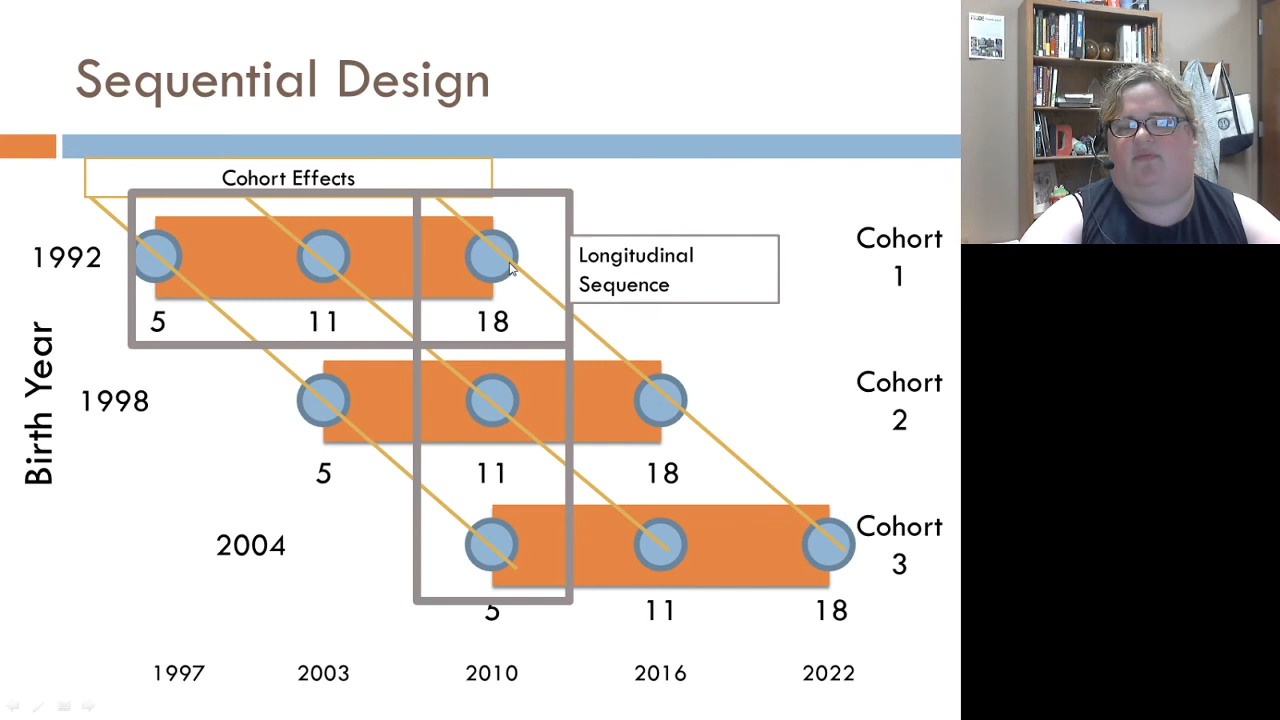 Sequential Design
Cohort Effects
1992
Longitudinal
Sequence
Cohort
1
5 11 18
Birth Year
1998
Cohort
2
5 11 18
2004
Cohort
3
5 11 18
1997 2003 2010 2016 2022